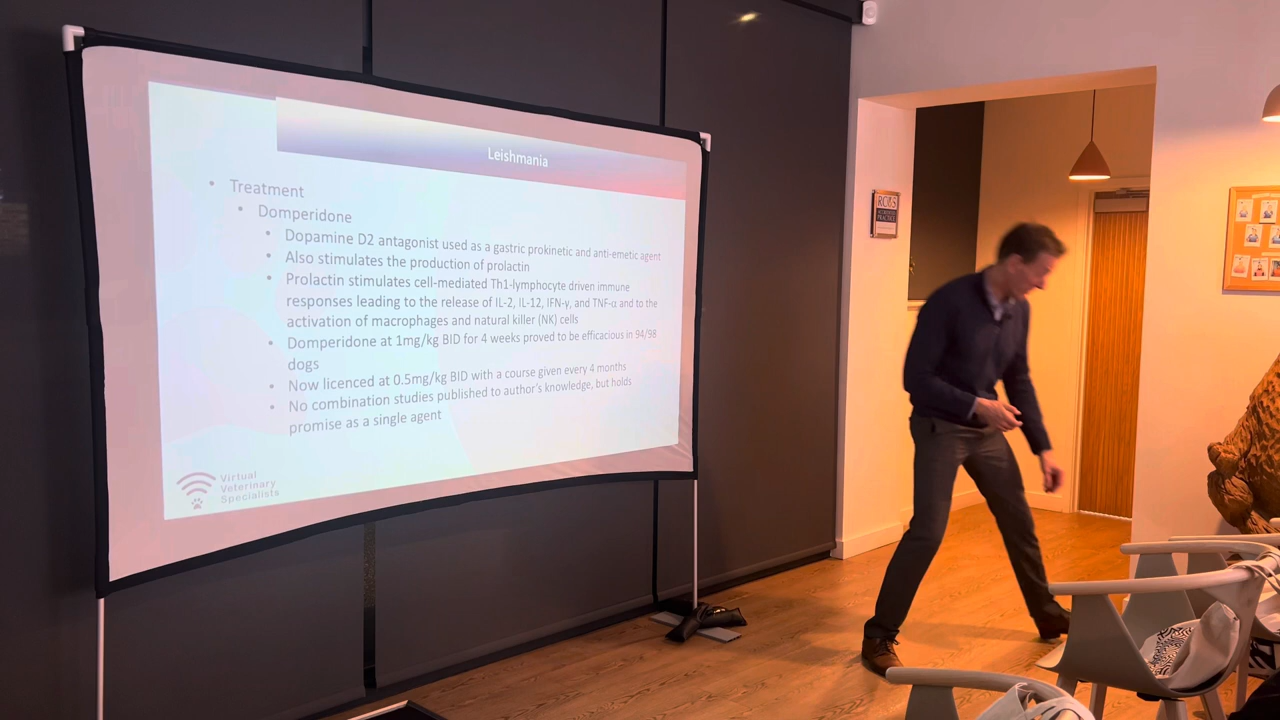 Leishmania
• Treatment
• Domperidone
• Dopamine D2 antagonist used as a gastric prokinetic and anti-emetic agent
• Also stimulates the production of prolactin
• Prolactin stimulates cell-mediated Th1-lymphocyte driven immune
responses leading to the release of IL-2, IL-12, IFN-γ, and TNF-α and to the
activation of macrophages and natural killer (NK) cells
• Domperidone at 1mg/kg BID for 4 weeks proved to be efficacious in 94/98
dogs
• Now licenced at 0.5mg/kg BID with a course given every 4 months
• No combination studies published to author's knowledge, but holds
promise as a single agent
Virtual
Veterinary
Specialists
RCVS
ACCREDITED
PRACTICE